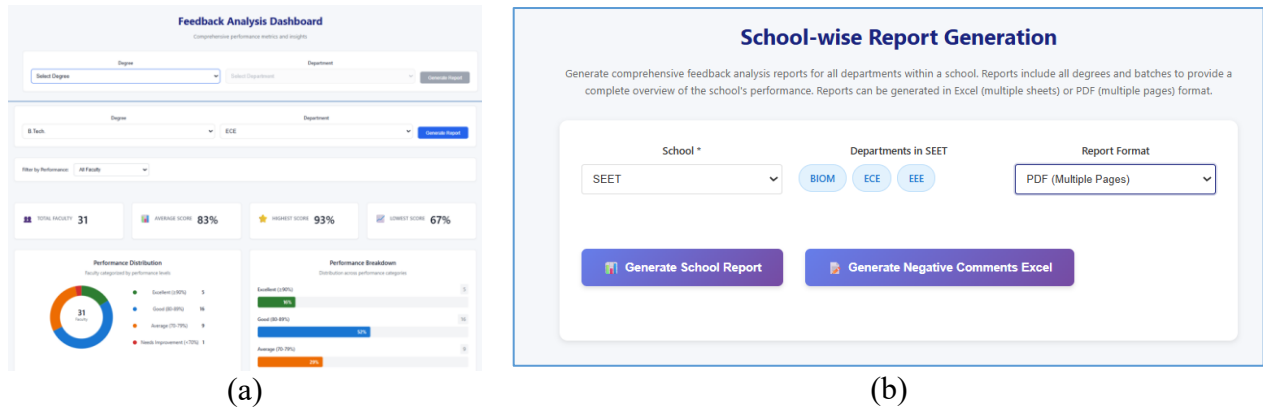 Feedback Analysis Dashboard
Comprehensive performance metrics and insights
Degree
Department
Select Degree
Select Department
Generate Report
Degree
Department
B.Tech.
ECE
Generate Report
Filter by Performance:
All Faculty
TOTAL FACULTY 31
AVERAGE SCORE 83%
HIGHEST SCORE 93%
LOWEST SCORE 67%
Performance Distribution
Faculty categorized by performance levels
31
Faculty
Excellent (≥90%) 5
Good (80-89%) 16
Average (70-79%) 9
Needs Improvement (<70%) 1
Performance Breakdown
Distribution across performance categories
Excellent (≥90%) 5
16%
Good (80-89%) 16
52%
Average (70-79%) 9
29%
(a)
School-wise Report Generation
Generate comprehensive feedback analysis reports for all departments within a school. Reports include all degrees and batches to provide a
complete overview of the school's performance. Reports can be generated in Excel (multiple sheets) or PDF (multiple pages) format.
School *
Departments in SEET
Report Format
SEET
BIOM
ECE
EEE
PDF (Multiple Pages)
Generate School Report
Generate Negative Comments Excel
(b)